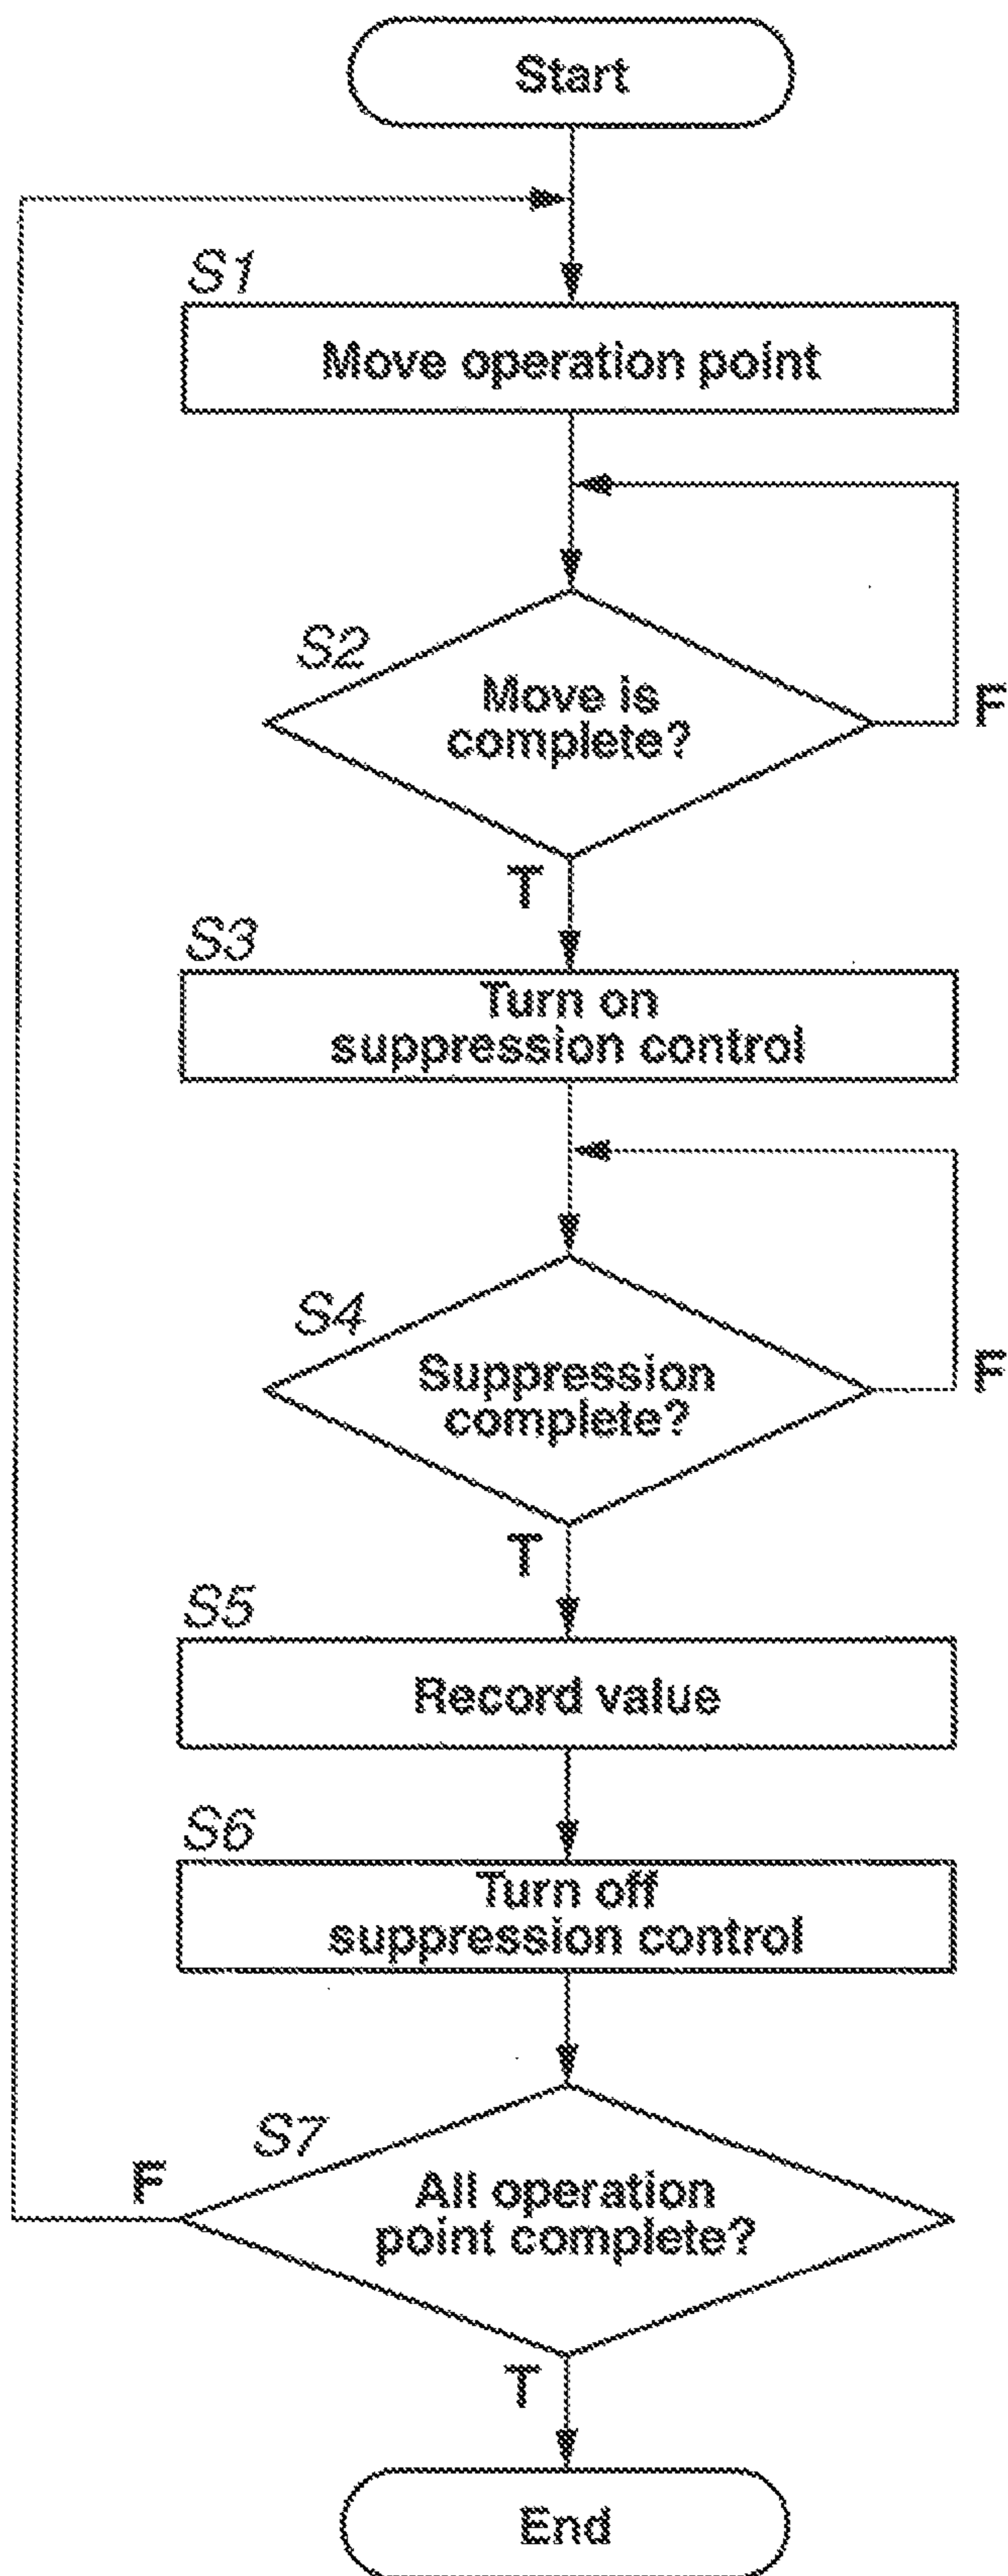 Start
S1
Move operation point
S2
Move is
complete?
F
T
S3
Turn on
suppression control
S4
Suppression
complete?
F
T
S5
Record value
S6
Turn off
suppression control
S7
F
All operation
point complete?
T
End